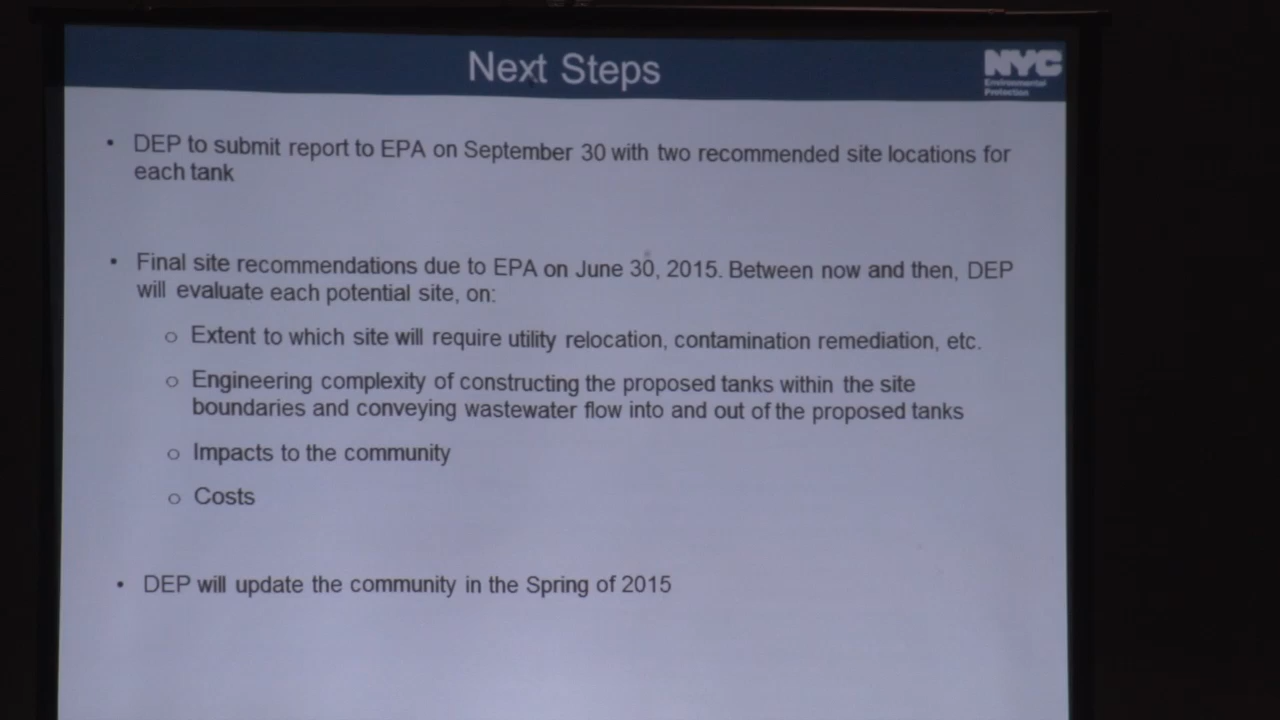 Next Steps
NYC
Environmental
Protection
• DEP to submit report to EPA on September 30 with two recommended site locations for
each tank
• Final site recommendations due to EPA on June 30, 2015. Between now and then, DEP
will evaluate each potential site, on:
o Extent to which site will require utility relocation, contamination remediation, etc.
o Engineering complexity of constructing the proposed tanks within the site
boundaries and conveying wastewater flow into and out of the proposed tanks
o Impacts to the community
o Costs
• DEP will update the community in the Spring of 2015